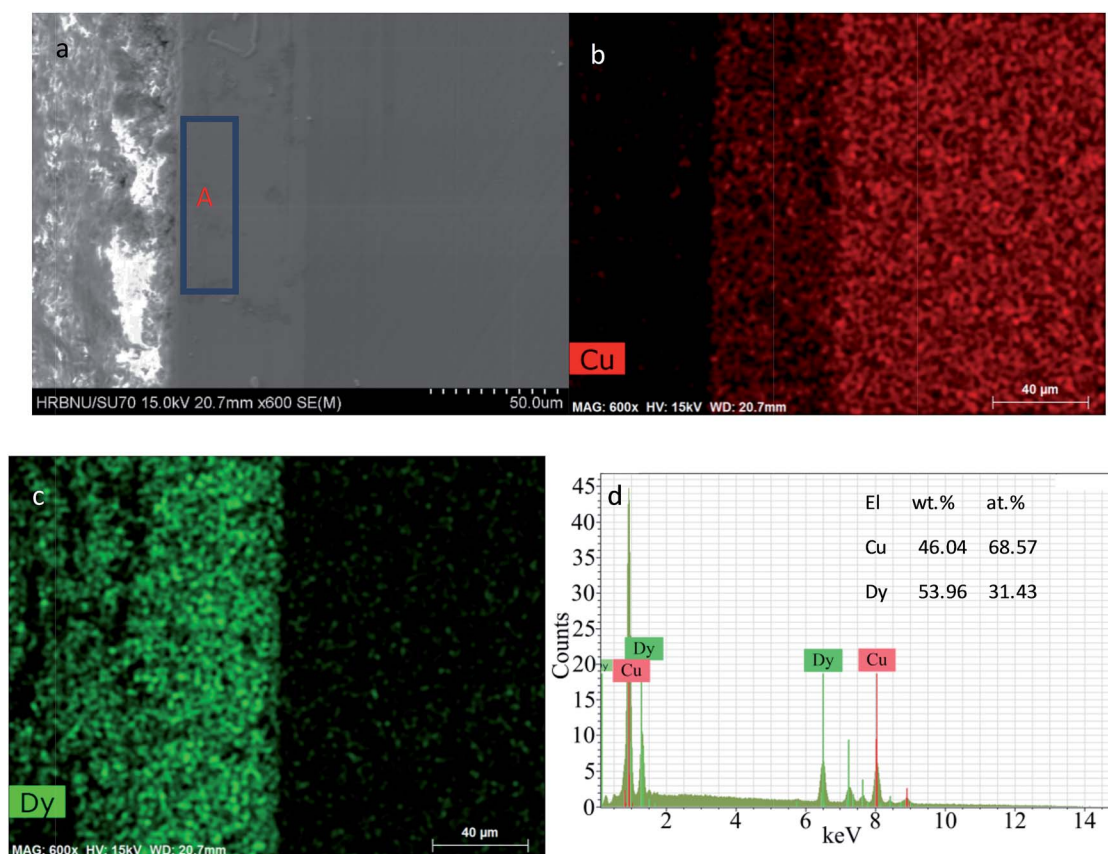 a
A
HRBNU/SU70 15.0kV 20.7mm x600 SE(M)
50.0um
b
Cu
MAG: 600x HV: 15kV WD: 20.7mm
40 µm
c
Dy
MAG: 600x HV: 15kV WD: 20.7mm
40 µm
d
El wt.% at.%
Cu 46.04 68.57
Dy 53.96 31.43
Counts
45
40
35
30
25
20
15
10
5
0
y
Cu
Dy
Dy
Cu
2 4 6 8 10 12 14
keV